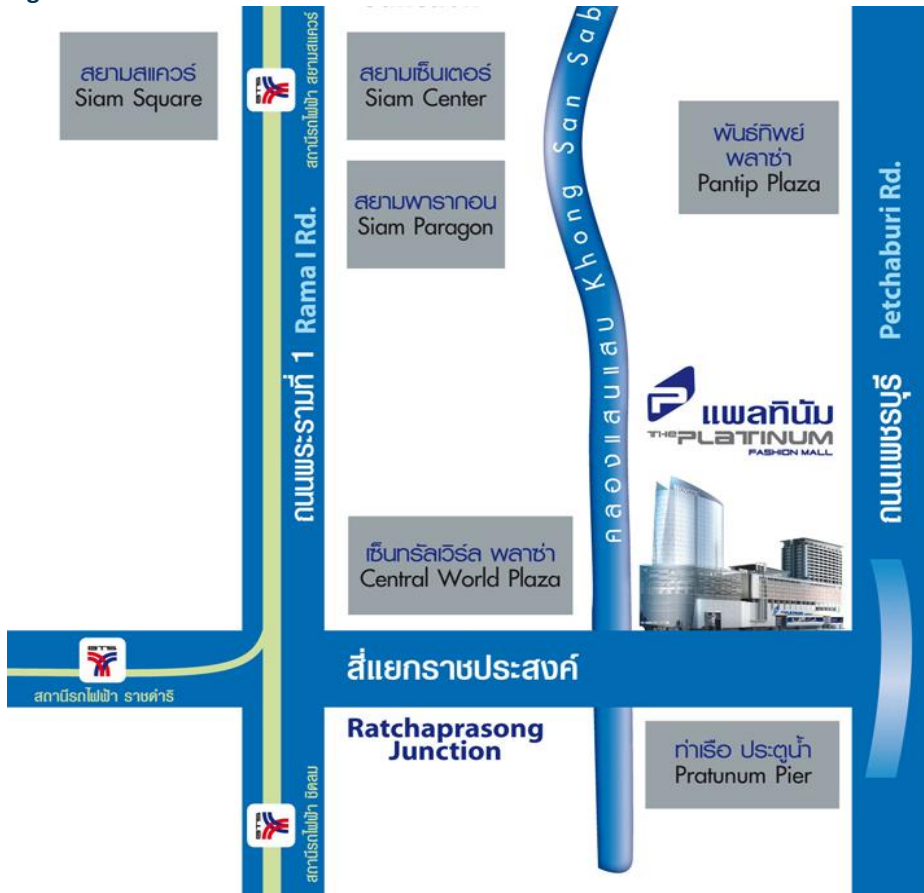 สยามสแควร์
Siam Square
BTS
สถานีรถไฟฟ้า สยามสแควร์
สยามเซ็นเตอร์
Siam Center
สยามพารากอน
Siam Paragon
Khong San Sab
คลองแสนแสบ
พันธ์ทิพย์
พลาซ่า
Pantip Plaza
Petchaburi Rd.
ถนนเพชรบุรี
Rama I Rd.
ถนนพระรามที่ 1
แพลทินัม
THE PLATINUM
FASHION MALL
เซ็นทรัลเวิร์ล พลาซ่า
Central World Plaza
BTS
สถานีรถไฟฟ้า ราชดำริ
สี่แยกราชประสงค์
Ratchaprasong
Junction
ท่าเรือ ประตูน้ำ
Pratunum Pier
BTS
สถานีรถไฟฟ้า ชิดลม